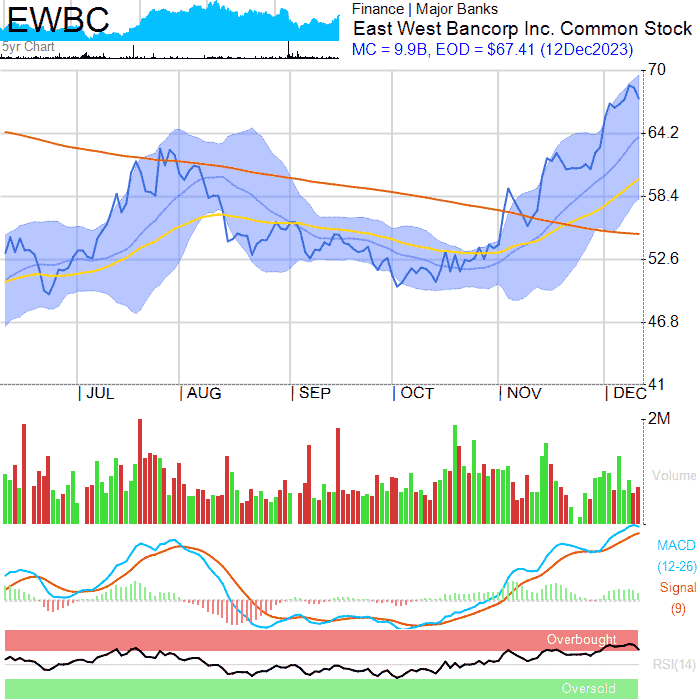 EWBC
5yr Chart
Finance | Major Banks
East West Bancorp Inc. Common Stock
MC = 9.9B, EOD = $67.41 (12Dec2023)
70
64.2
58.4
52.6
46.8
41
| JUL | AUG | SEP | OCT | NOV | DEC
2M
Volume
MACD
(12-26)
Signal
(9)
Overbought
RSI(14)
Oversold